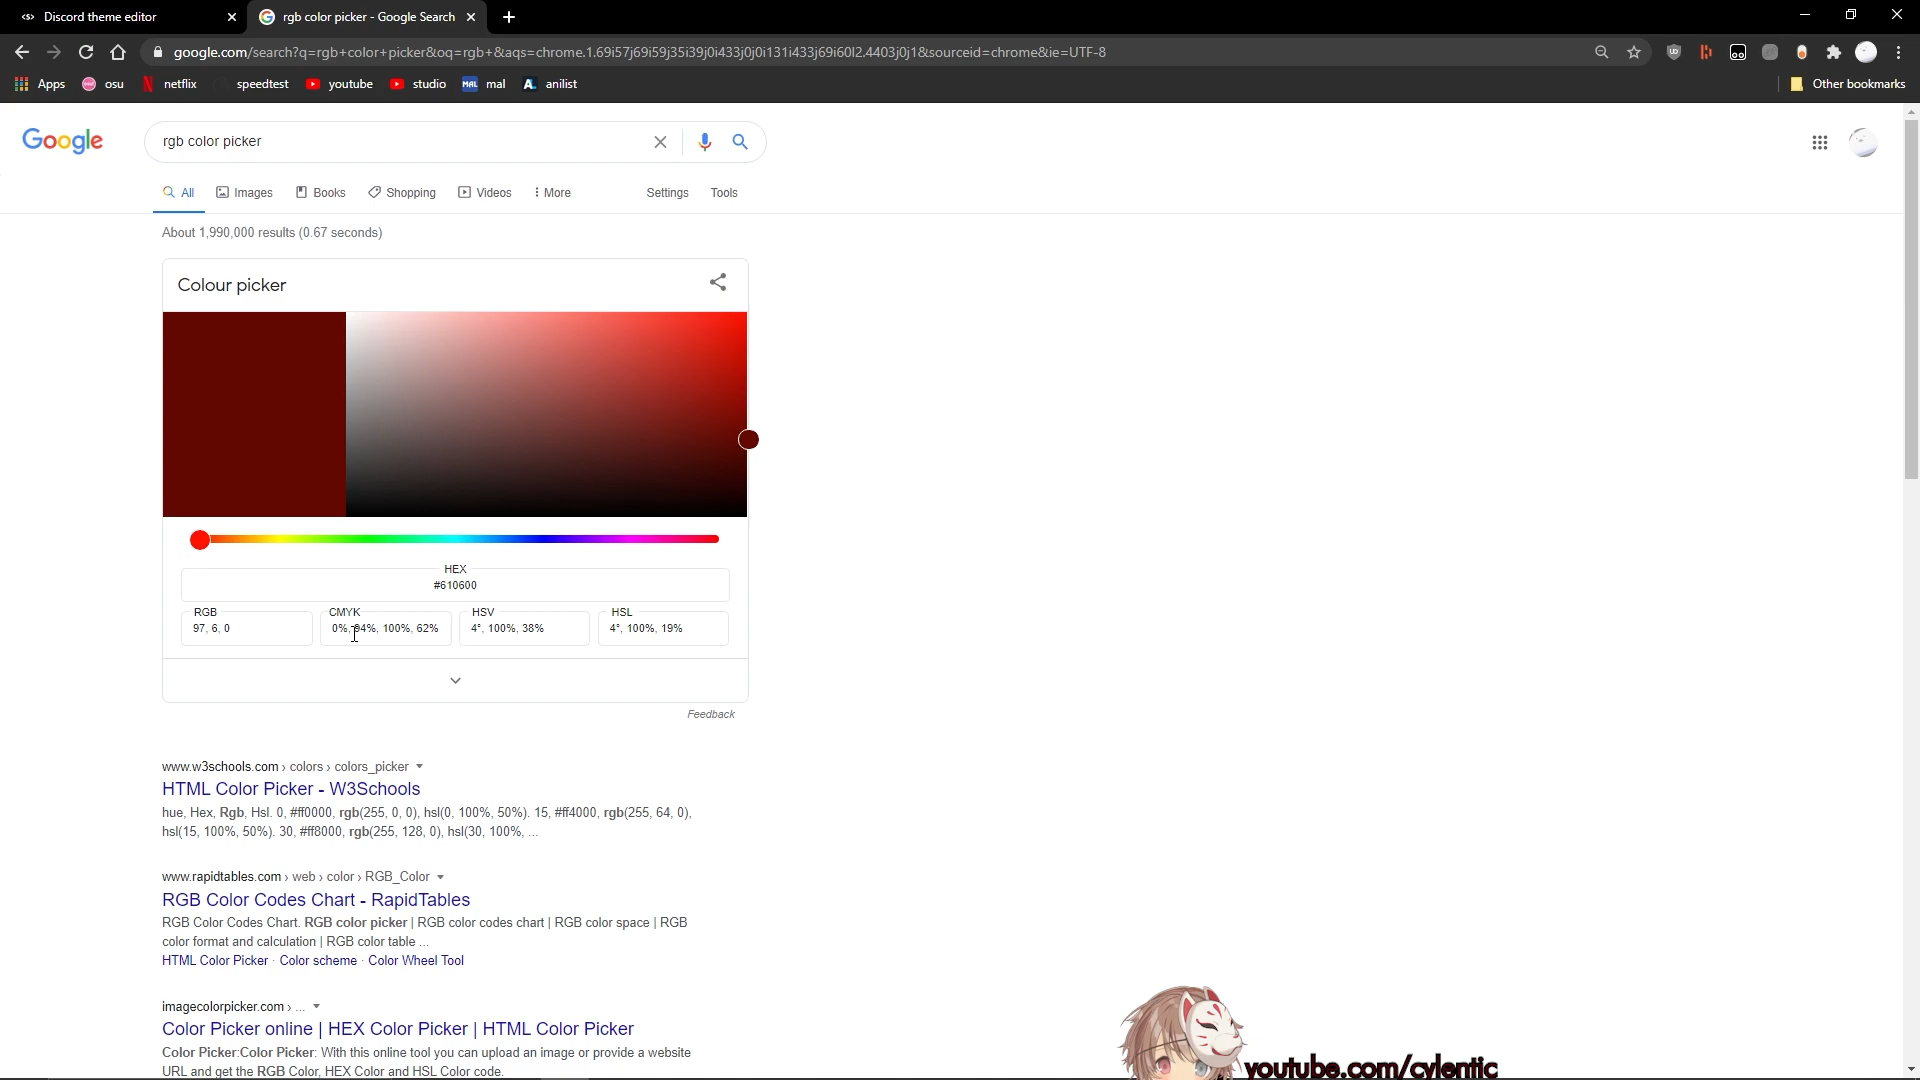 Discord theme editor
rgb color picker - Google Search
google.com/search?q=rgb+color+picker&oq=rgb+&aqs=chrome.1.69i57j69i59j35i39j0i433j0j0i131i433j69i60l2.4403j0j1&sourceid=chrome&ie=UTF-8
Apps osu netflix speedtest youtube studio MAL mal A anilist Other bookmarks
Google
rgb color picker
All Images Books Shopping Videos More Settings Tools
About 1,990,000 results (0.67 seconds)
Colour picker
HEX
#610600
RGB CMYK HSV HSL
97, 6, 0 0%, 94%, 100%, 62% 4°, 100%, 38% 4°, 100%, 19%
Feedback
www.w3schools.com › colors › colors_picker
HTML Color Picker - W3Schools
hue, Hex, Rgb, Hsl. 0, #ff0000, rgb(255, 0, 0), hsl(0, 100%, 50%). 15, #ff4000, rgb(255, 64, 0),
hsl(15, 100%, 50%). 30, #ff8000, rgb(255, 128, 0), hsl(30, 100%, ...
www.rapidtables.com › web › color › RGB_Color
RGB Color Codes Chart - RapidTables
RGB Color Codes Chart. RGB color picker | RGB color codes chart | RGB color space | RGB
color format and calculation | RGB color table ...
HTML Color Picker · Color scheme · Color Wheel Tool
imagecolorpicker.com › ...
Color Picker online | HEX Color Picker | HTML Color Picker
Color Picker:Color Picker: With this online tool you can upload an image or provide a website
URL and get the RGB Color, HEX Color and HSL Color code.
youtube.com/cylentic